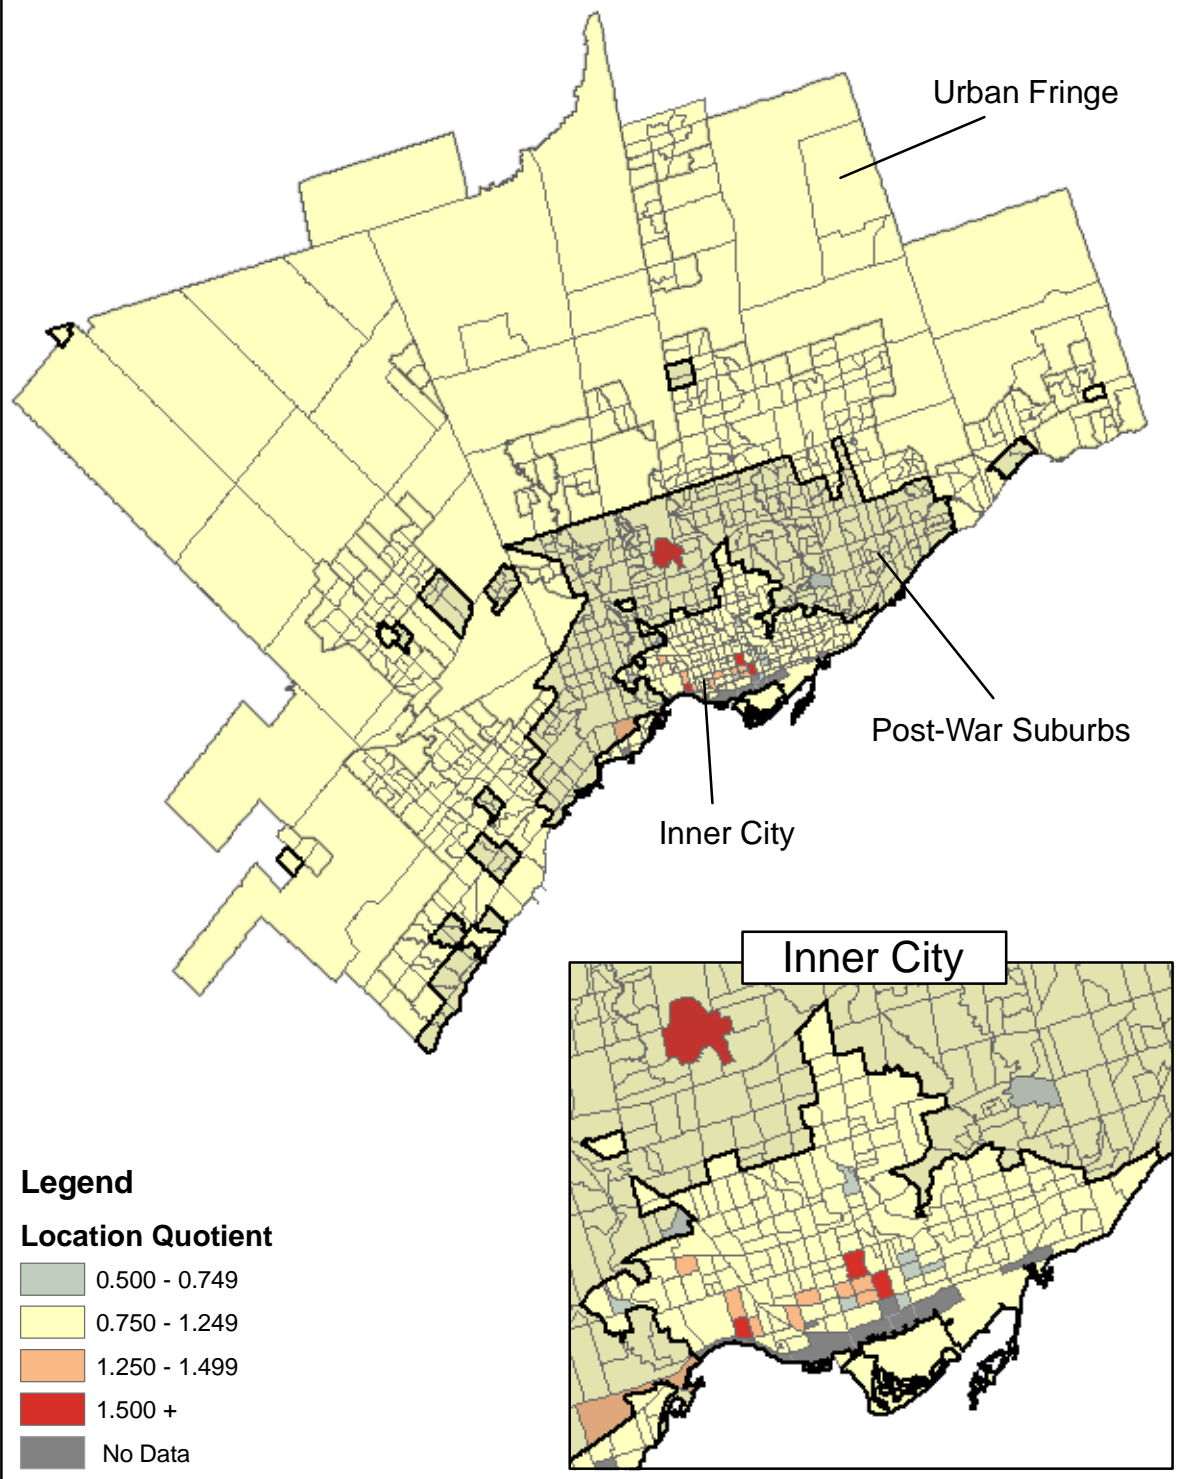 Urban Fringe
Post-War Suburbs
Inner City
Inner City
Legend
Location Quotient
0.500 - 0.749
0.750 - 1.249
1.250 - 1.499
1.500 +
No Data